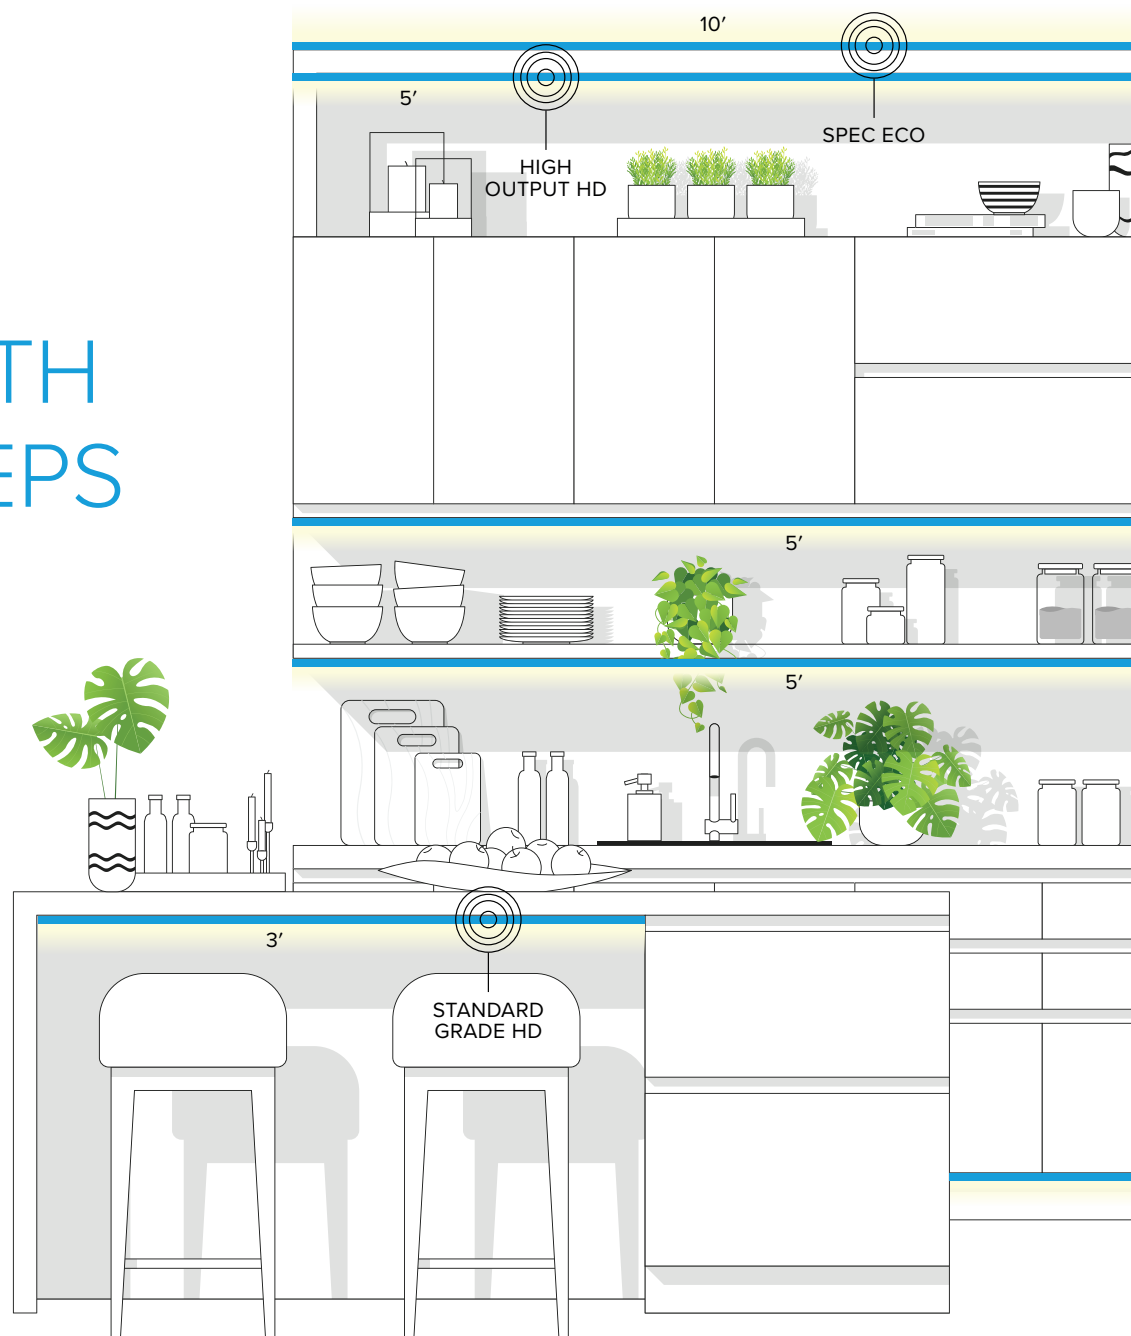 10′
5′
SPEC ECO
HIGH
OUTPUT HD
TH
EPS
5′
5′
3′
STANDARD
GRADE HD